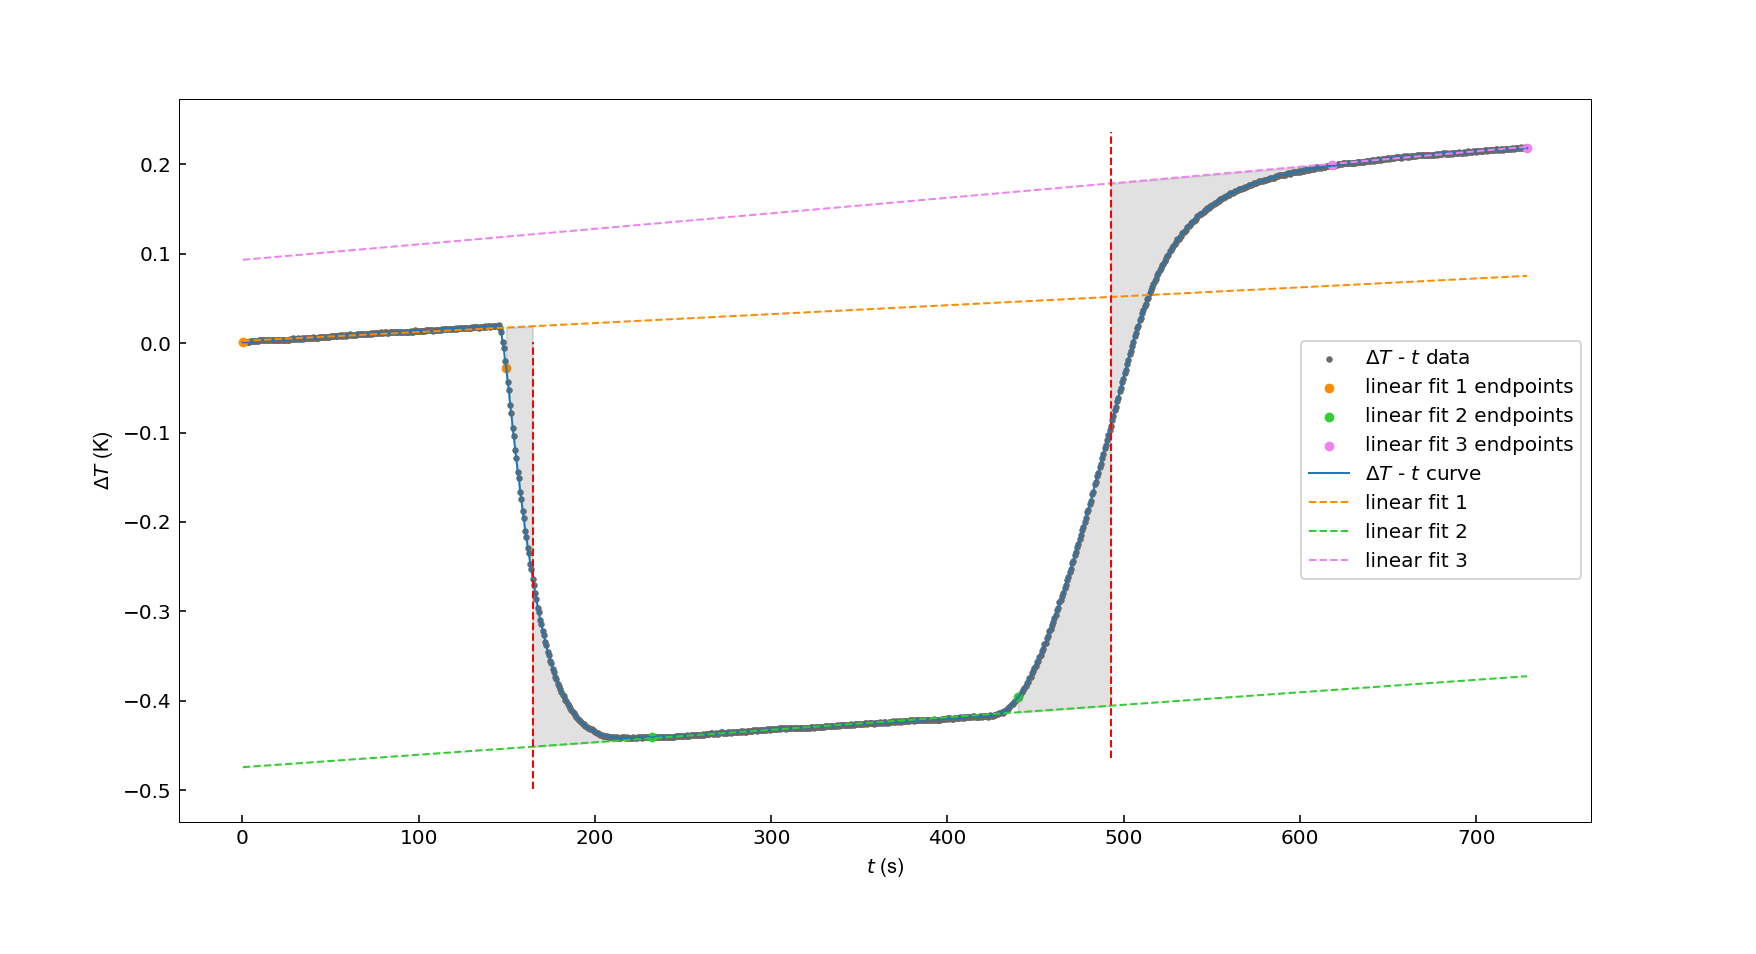 0.2
0.1
0.0
−0.1
−0.2
−0.3
−0.4
−0.5
ΔT (K)
0 100 200 300 400 500 600 700
t (s)
ΔT - t data
linear fit 1 endpoints
linear fit 2 endpoints
linear fit 3 endpoints
ΔT - t curve
linear fit 1
linear fit 2
linear fit 3